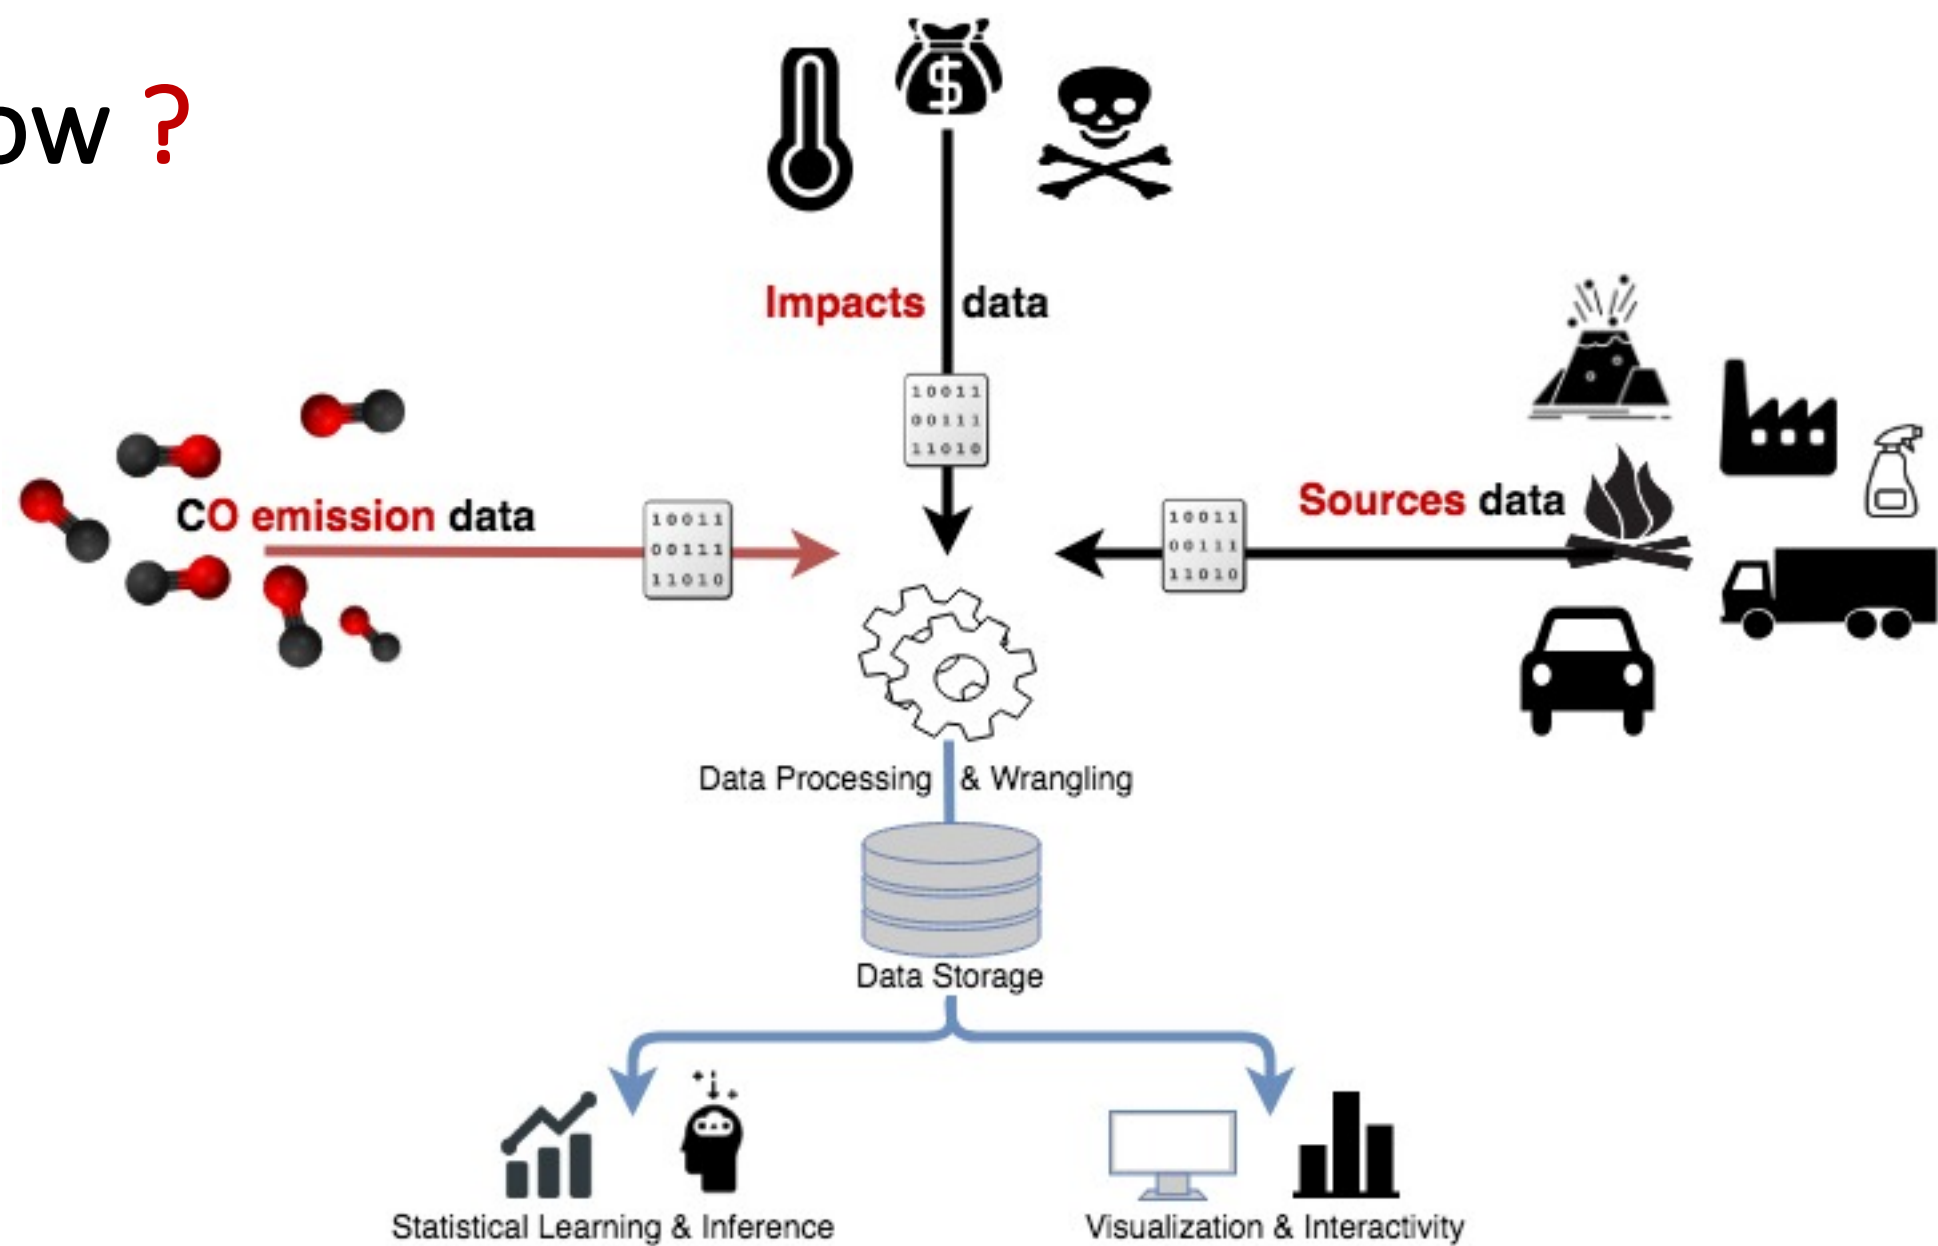 ow ?
$
Impacts data
10011
00111
11010
CO emission data
10011
00111
11010
Sources data
10011
00111
11010
Data Processing & Wrangling
Data Storage
Statistical Learning & Inference
Visualization & Interactivity